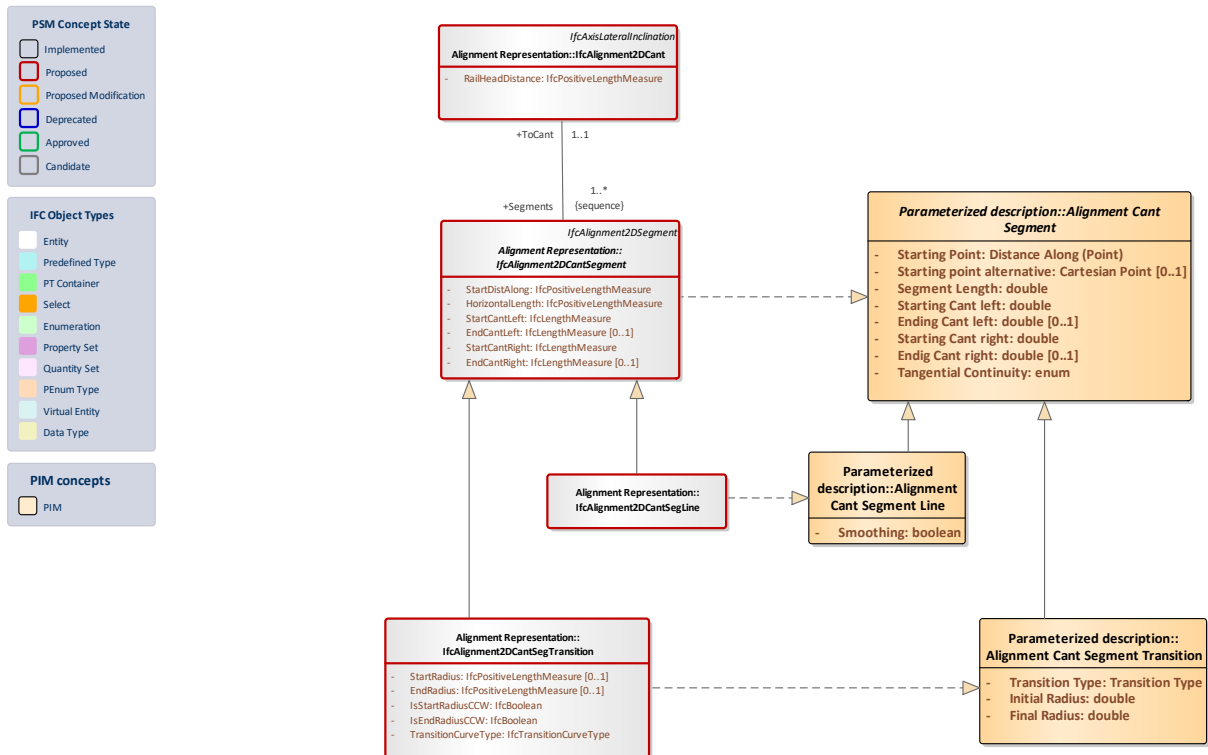 PSM Concept State
Implemented
Proposed
Proposed Modification
Deprecated
Approved
Candidate
IFC Object Types
Entity
Predefined Type
PT Container
Select
Enumeration
Property Set
Quantity Set
PEnum Type
Virtual Entity
Data Type
PIM concepts
PIM
IfcAxisLateralInclination
Alignment Representation::IfcAlignment2DCant
- RailHeadDistance: IfcPositiveLengthMeasure
+ToCant 1..1
1..*
+Segments {sequence}
IfcAlignment2DSegment
Alignment Representation::
IfcAlignment2DCantSegment
- StartDistAlong: IfcPositiveLengthMeasure
- HorizontalLength: IfcPositiveLengthMeasure
- StartCantLeft: IfcLengthMeasure
- EndCantLeft: IfcLengthMeasure [0..1]
- StartCantRight: IfcLengthMeasure
- EndCantRight: IfcLengthMeasure [0..1]
Parameterized description::Alignment Cant
Segment
- Starting Point: Distance Along (Point)
- Starting point alternative: Cartesian Point [0..1]
- Segment Length: double
- Starting Cant left: double
- Ending Cant left: double [0..1]
- Starting Cant right: double
- Endig Cant right: double [0..1]
- Tangential Continuity: enum
Alignment Representation::
IfcAlignment2DCantSegLine
Parameterized
description::Alignment
Cant Segment Line
- Smoothing: boolean
Alignment Representation::
IfcAlignment2DCantSegTransition
- StartRadius: IfcPositiveLengthMeasure [0..1]
- EndRadius: IfcPositiveLengthMeasure [0..1]
- IsStartRadiusCCW: IfcBoolean
- IsEndRadiusCCW: IfcBoolean
- TransitionCurveType: IfcTransitionCurveType
Parameterized description::
Alignment Cant Segment Transition
- Transition Type: Transition Type
- Initial Radius: double
- Final Radius: double